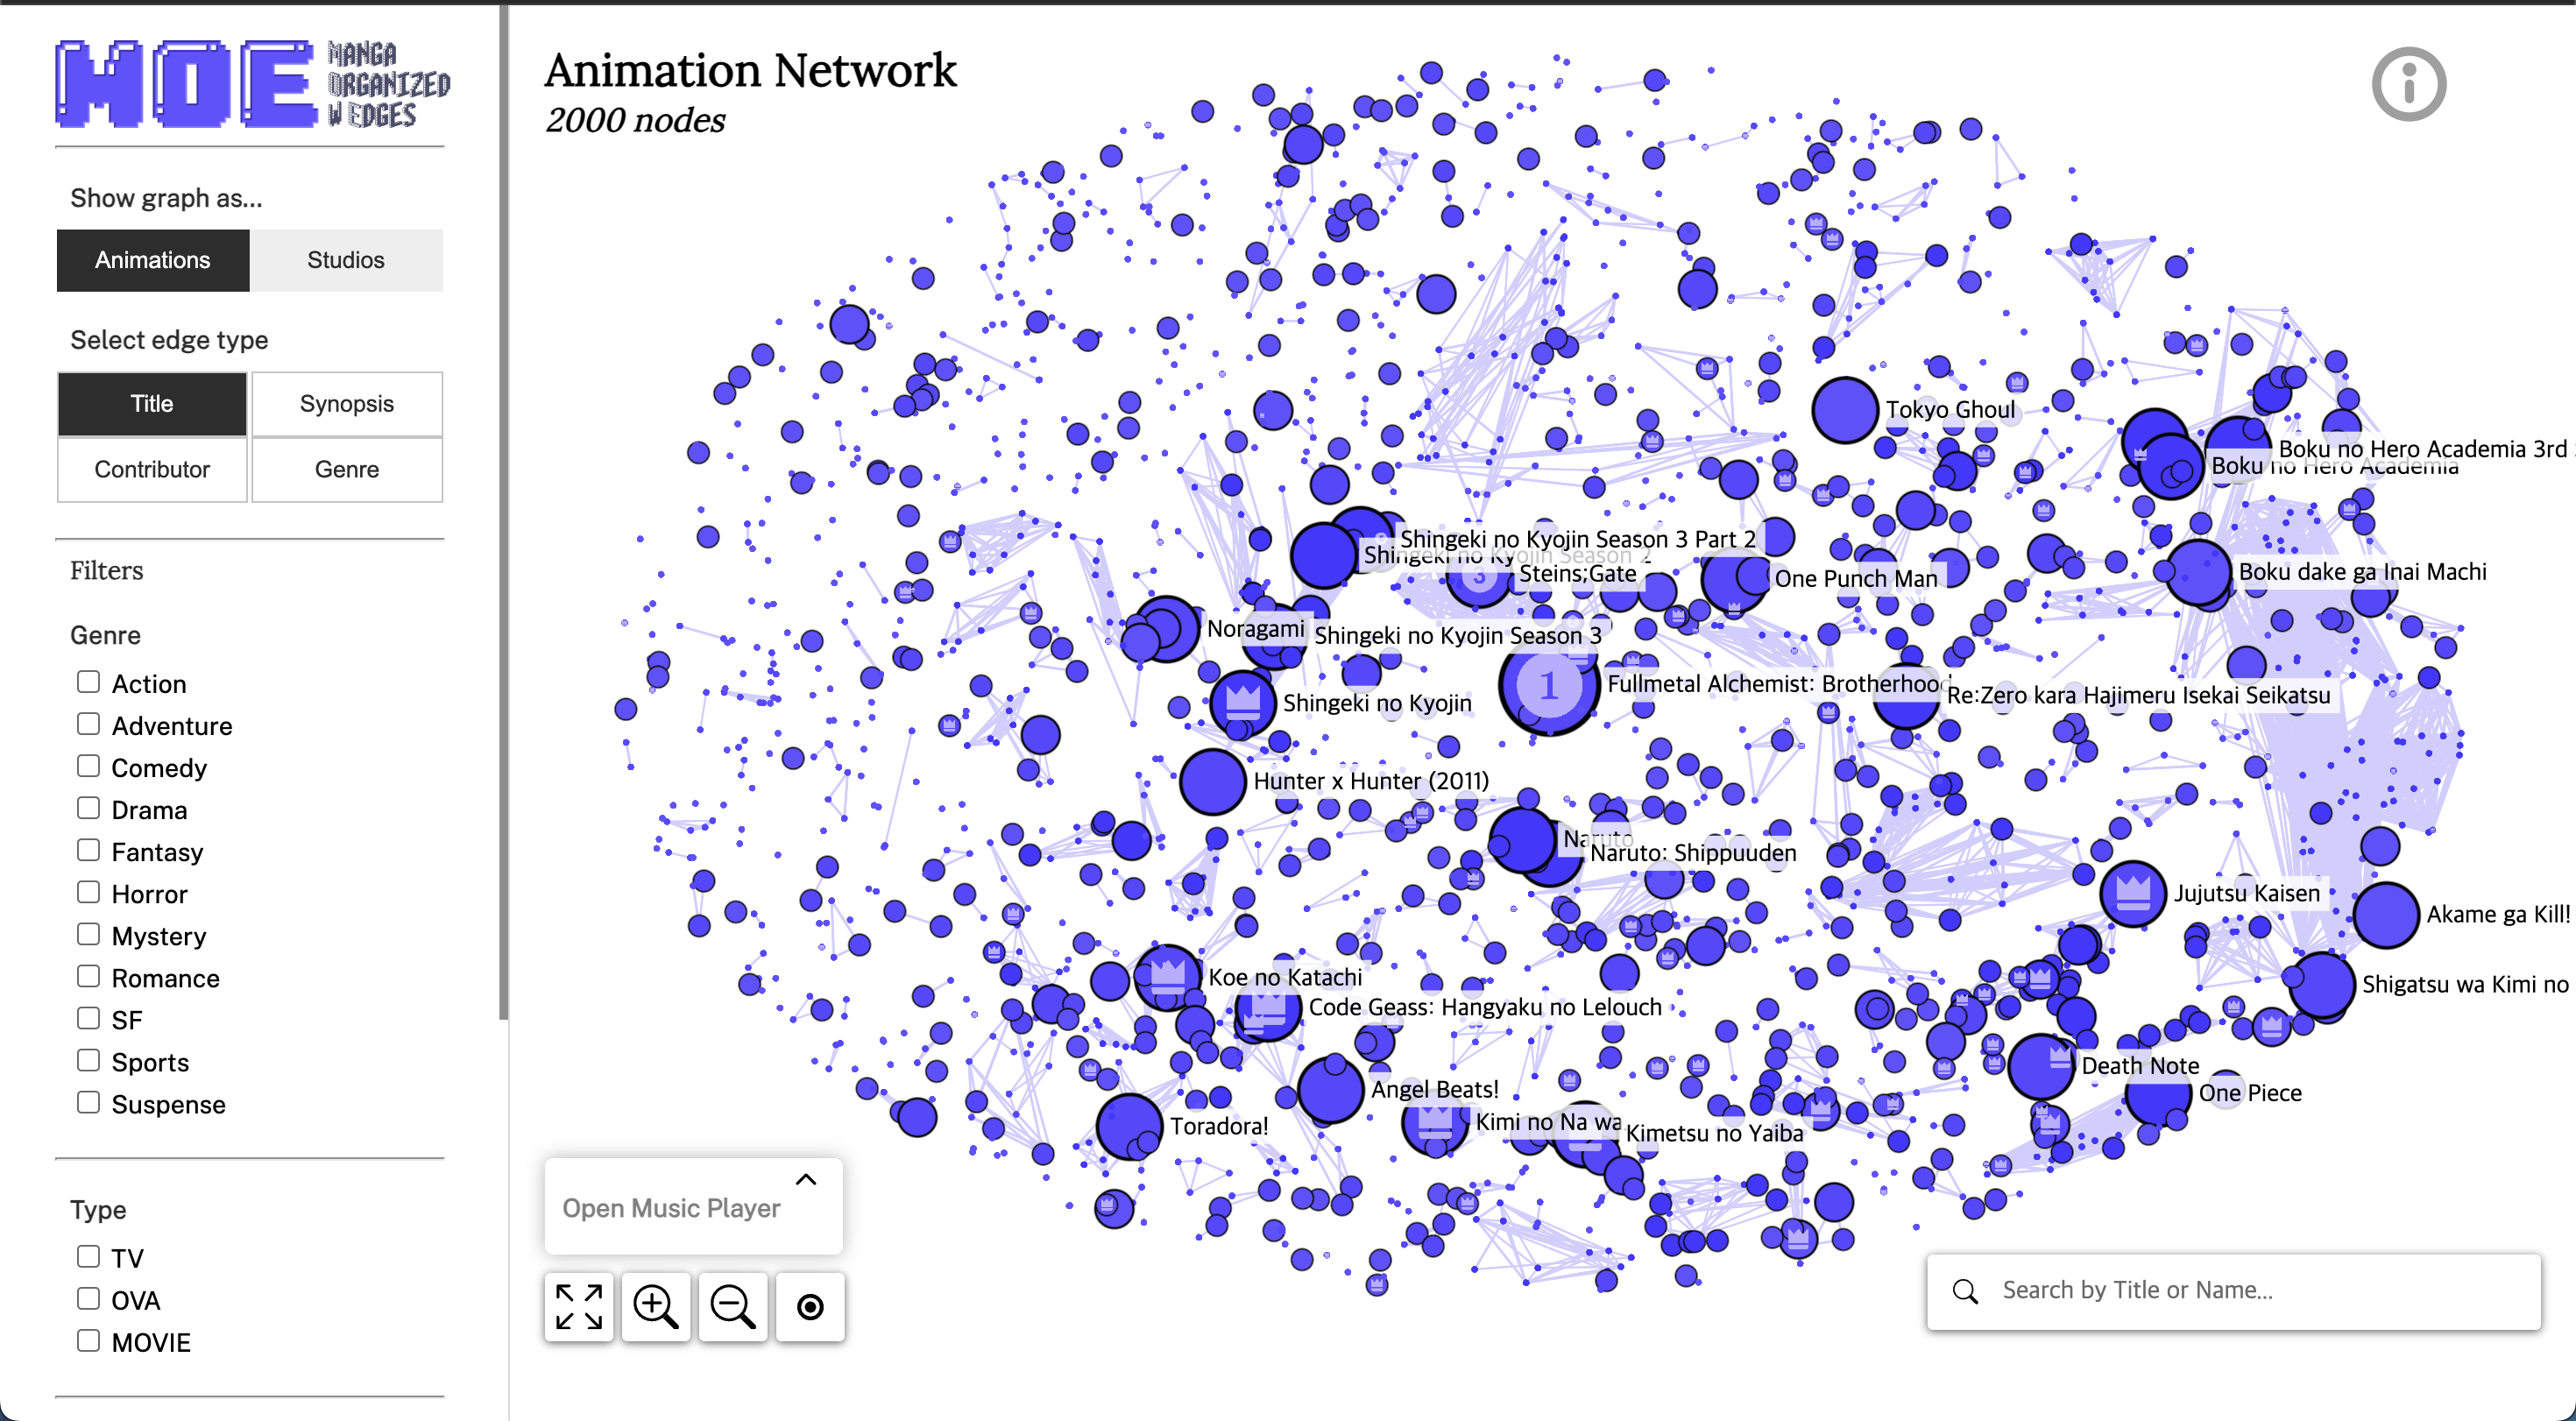 MOE
MANGA
ORGANIZED
W EDGES
Show graph as...
Animations
Studios
Select edge type
Title
Synopsis
Contributor
Genre
Filters
Genre
Action
Adventure
Comedy
Drama
Fantasy
Horror
Mystery
Romance
SF
Sports
Suspense
Type
TV
OVA
MOVIE
Animation Network
2000 nodes
Tokyo Ghoul
Boku no Hero Academia 3rd
Boku no Hero Academia
Shingeki no Kyojin Season 3 Part 2
Shingeki no Kyojin Season 2
3
Steins;Gate
One Punch Man
Boku dake ga Inai Machi
Noragami
Shingeki no Kyojin Season 3
1
Fullmetal Alchemist: Brotherhood
Re:Zero kara Hajimeru Isekai Seikatsu
Shingeki no Kyojin
Hunter x Hunter (2011)
Naruto
Naruto: Shippuuden
Jujutsu Kaisen
Akame ga Kill!
Koe no Katachi
Shigatsu wa Kimi no
Code Geass: Hangyaku no Lelouch
Death Note
Angel Beats!
One Piece
Toradora!
Kimi no Na wa
Kimetsu no Yaiba
Open Music Player
Search by Title or Name...